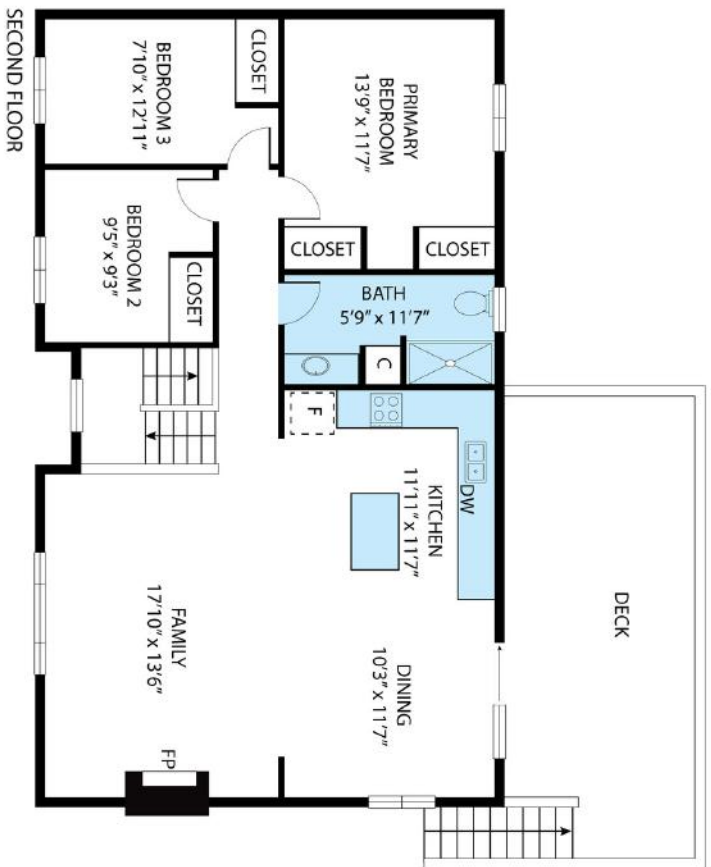 SECOND FLOOR
BEDROOM 3
7'10" x 12'11"
CLOSET
PRIMARY
BEDROOM
13'9" x 11'7"
CLOSET
CLOSET
BEDROOM 2
9'5" x 9'3"
CLOSET
BATH
5'9" x 11'7"
C
F
DW
KITCHEN
11'11" x 11'7"
DECK
FAMILY
17'10" x 13'6"
DINING
10'3" x 11'7"
FP